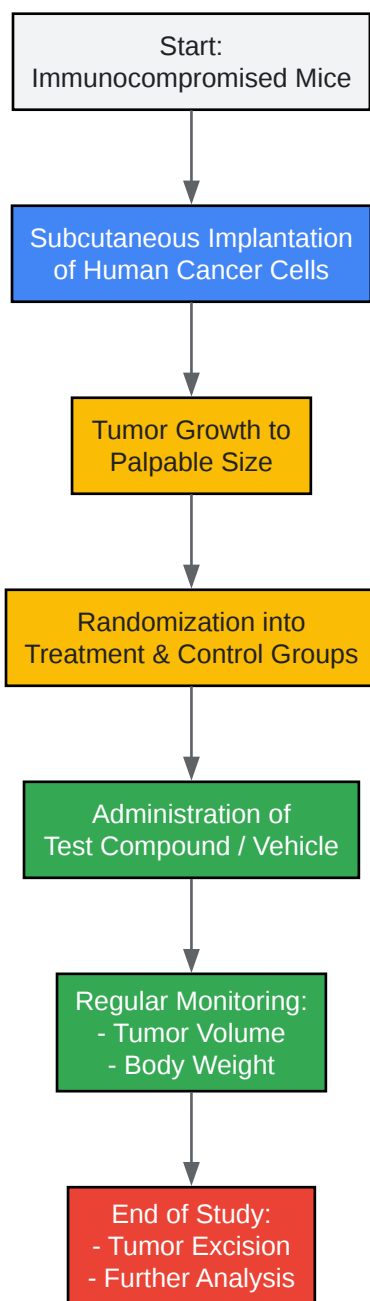 Start:
Immunocompromised Mice
Subcutaneous Implantation
of Human Cancer Cells
Tumor Growth to
Palpable Size
Randomization into
Treatment & Control Groups
Administration of
Test Compound / Vehicle
Regular Monitoring:
- Tumor Volume
- Body Weight
End of Study:
- Tumor Excision
- Further Analysis